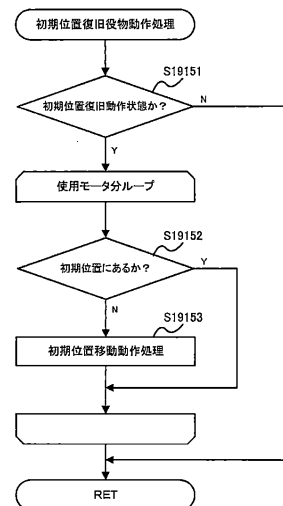 初期位置復旧役物動作処理
S19151
初期位置復旧動作状態か？
N
Y
使用モータ分ループ
S19152
初期位置にあるか？
Y
N
S19153
初期位置移動動作処理
RET